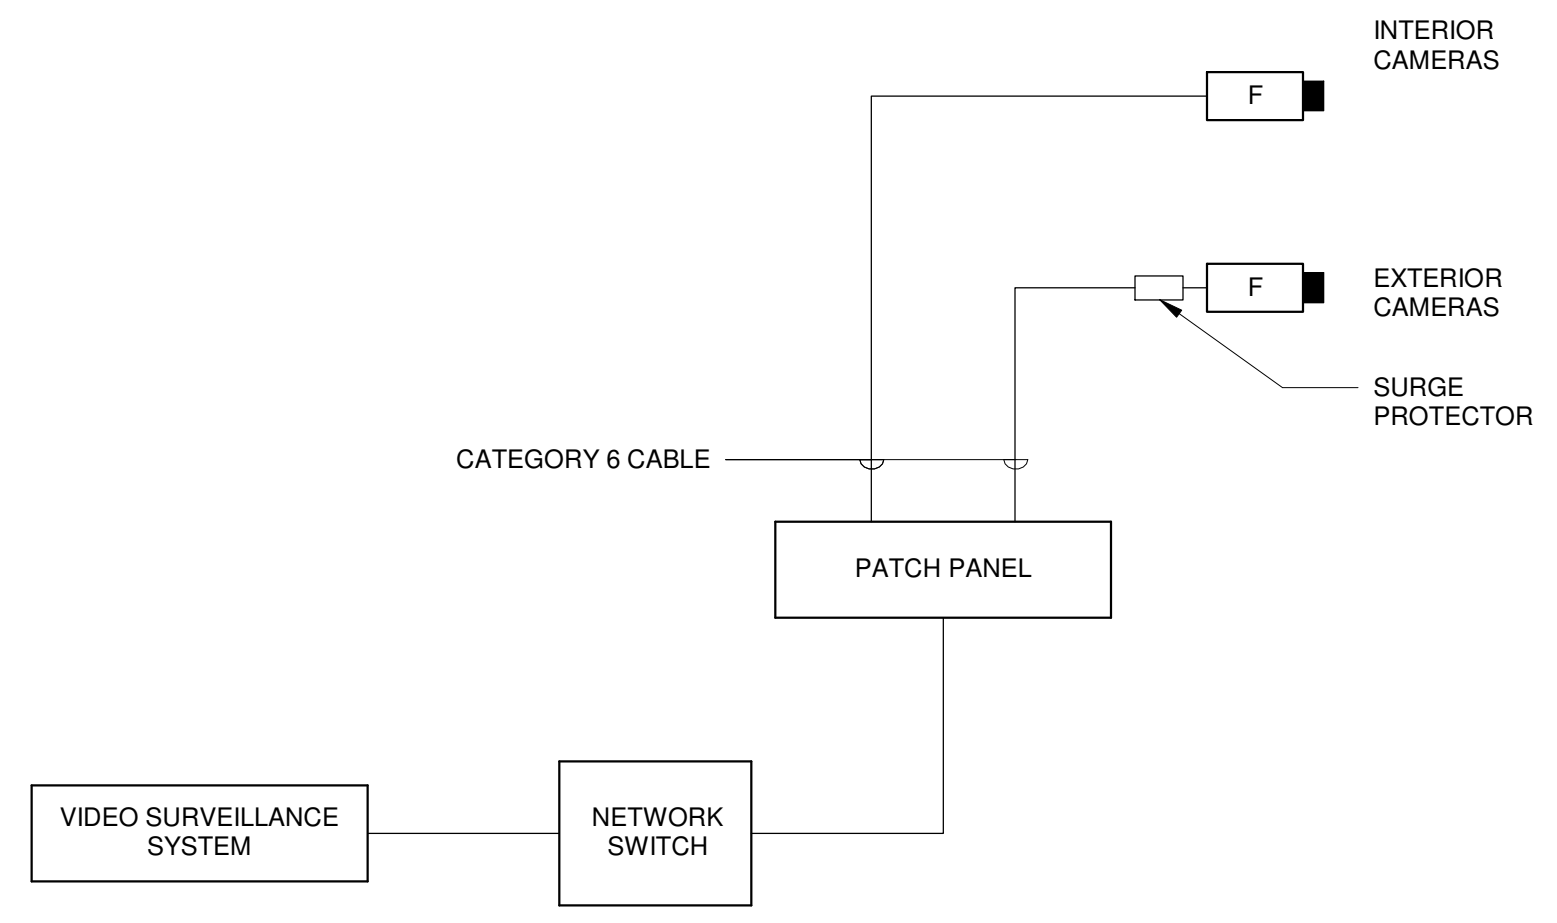 INTERIOR
CAMERAS
F
F
EXTERIOR
CAMERAS
SURGE
PROTECTOR
CATEGORY 6 CABLE
PATCH PANEL
VIDEO SURVEILLANCE
SYSTEM
NETWORK
SWITCH